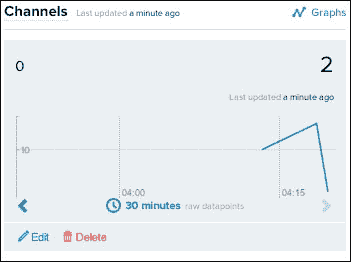 Channels Last updated a minute ago Graphs
0 2
Last updated a minute ago
10
04:00 04:15
30 minutes raw datapoints
Edit Delete